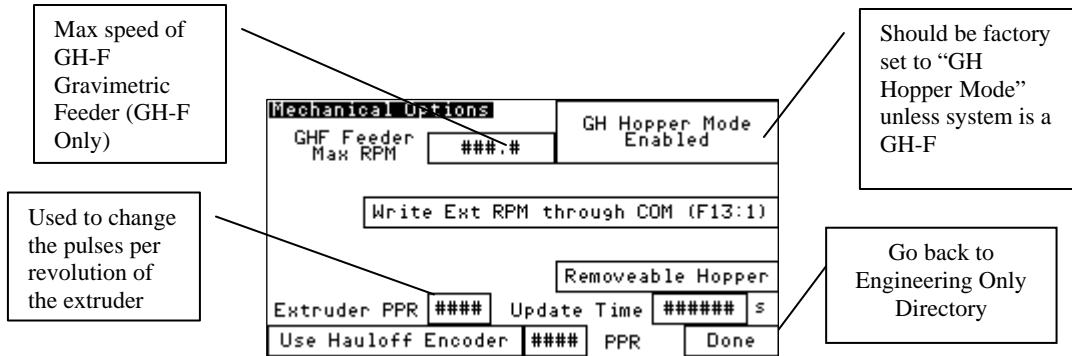 Max speed of
GH-F
Gravimetric
Feeder (GH-F
Only)
Should be factory
set to “GH
Hopper Mode”
unless system is a
GH-F
Mechanical Options
GHF Feeder
Max RPM
###.#
GH Hopper Mode
Enabled
Write Ext RPM through COM (F13:1)
Used to change
the pulses per
revolution of
the extruder
Removeable Hopper
Extruder PPR #### Update Time ###### s
Use Hauloff Encoder #### PPR Done
Go back to
Engineering Only
Directory